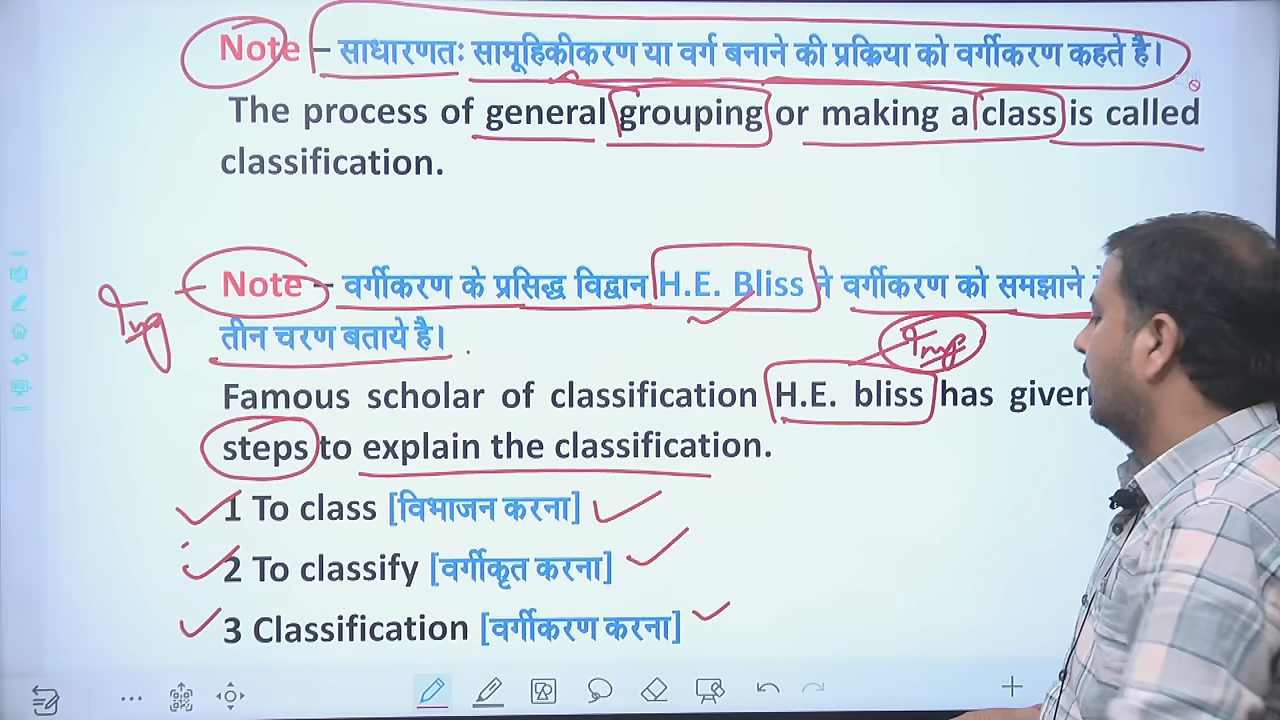 Note – साधारणतः सामूहिकीकरण या वर्ग बनाने की प्रक्रिया को वर्गीकरण कहते है।
The process of general grouping or making a class is called
classification.
Note – वर्गीकरण के प्रसिद्ध विद्वान H.E. Bliss ने वर्गीकरण को समझाने
तीन चरण बताये है।
Famous scholar of classification H.E. bliss has given
steps to explain the classification.
1 To class [विभाजन करना]
2 To classify [वर्गीकृत करना]
3 Classification [वर्गीकरण करना]